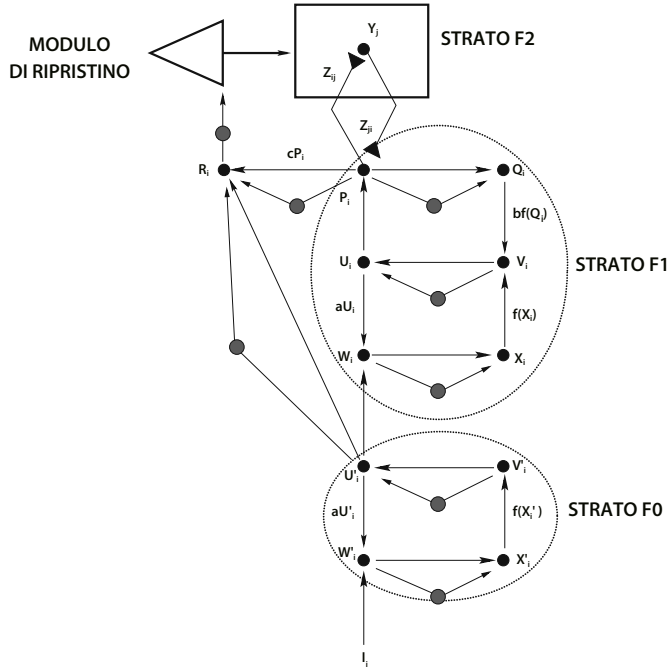 Y_j
STRATO F2
MODULO
DI RIPRISTINO
Z_ij
Z_ji
cP_i
R_i
P_i
Q_i
bf(Q_i)
U_i
V_i
STRATO F1
aU_i
f(X_i)
W_i
X_i
U'_i
V'_i
aU'_i
f(X_i')
STRATO F0
W'_i
X'_i
I_i